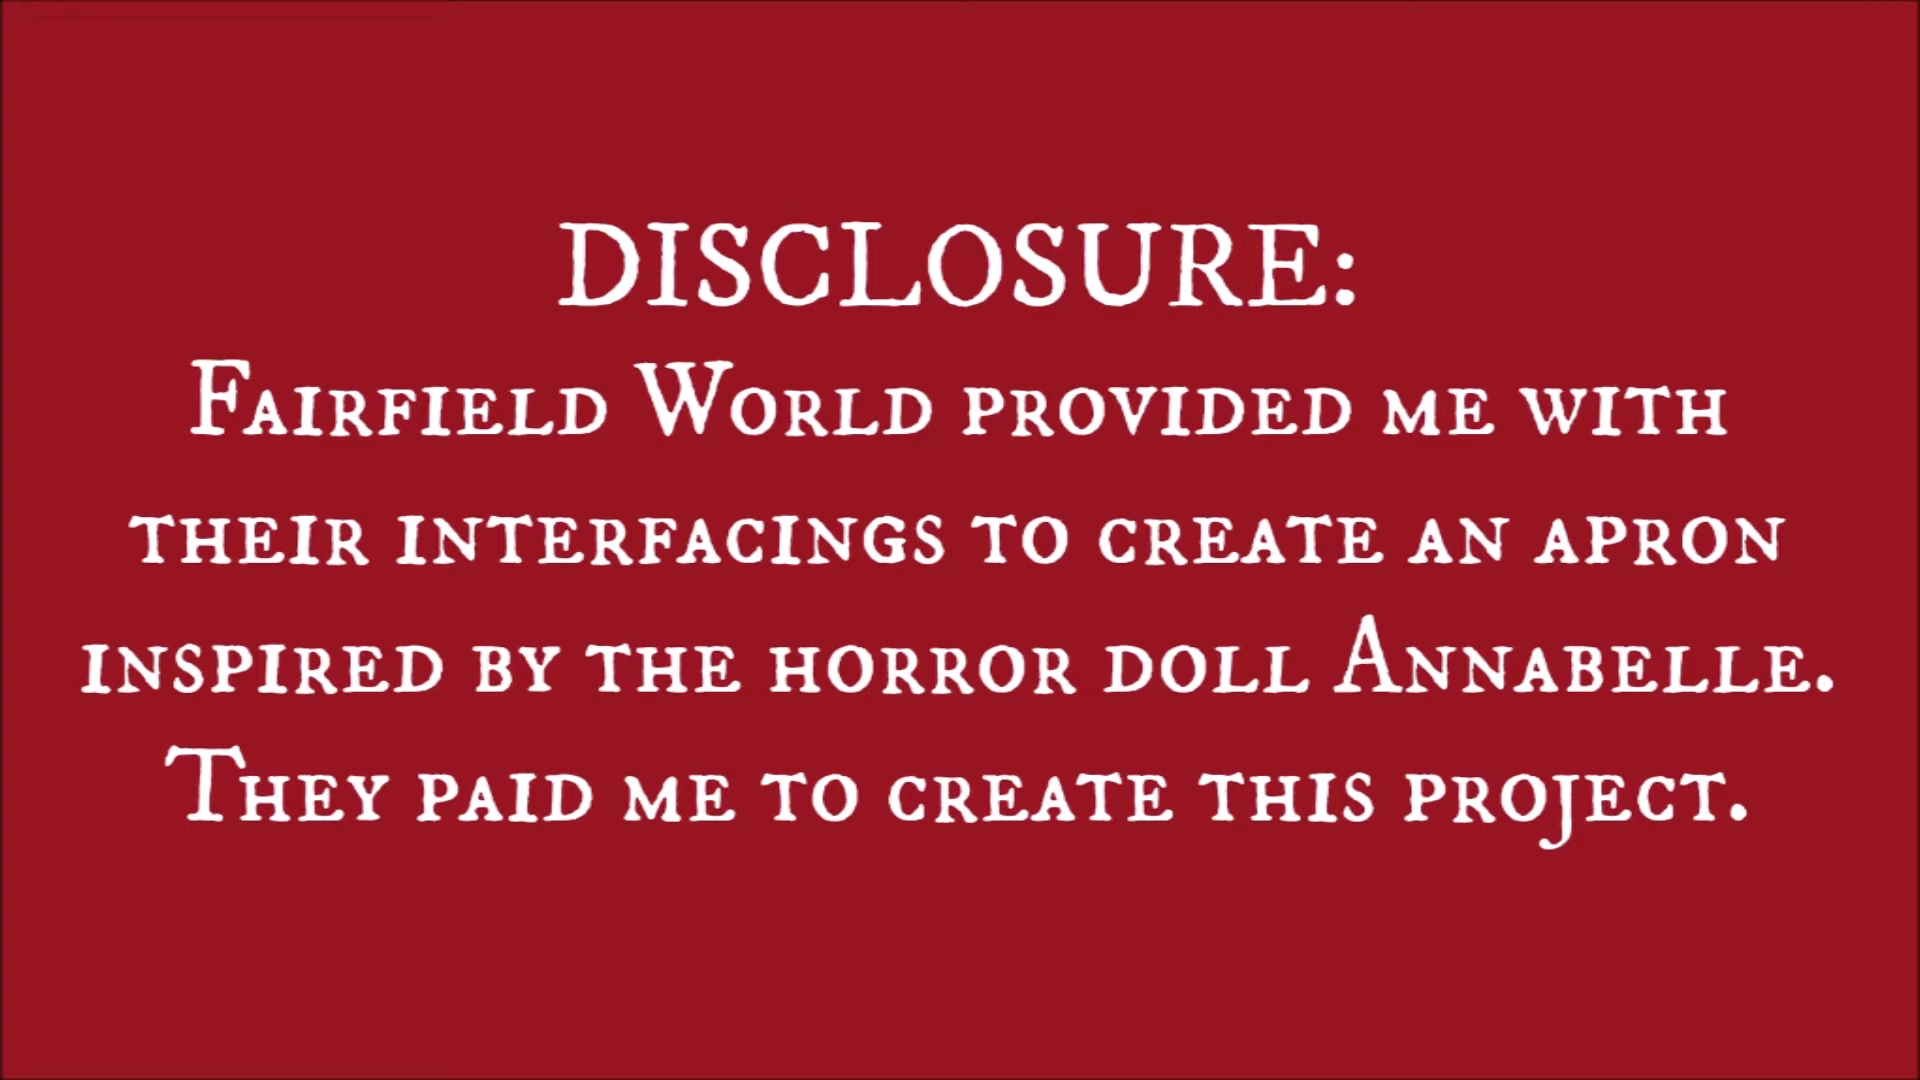 DISCLOSURE:
Fairfield World provided me with
their interfacings to create an apron
inspired by the horror doll Annabelle.
They paid me to create this project.